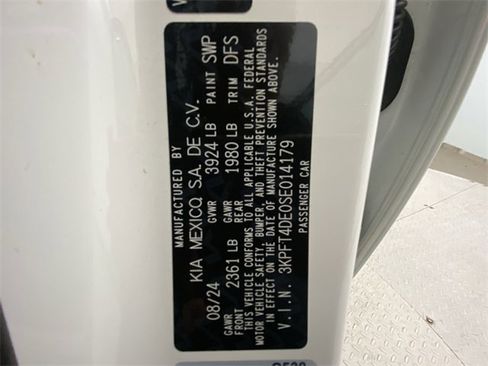 MANUFACTURED BY
KIA MEXICO, S.A. DE C.V.
08/24 GVWR 3924 LB PAINT SWP
GAWR FRONT 2361 LB GAWR REAR 1980 LB TRIM DFS
THIS VEHICLE CONFORMS TO ALL APPLICABLE U.S.A. FEDERAL
MOTOR VEHICLE SAFETY, BUMPER, AND THEFT PREVENTION STANDARDS
IN EFFECT ON THE DATE OF MANUFACTURE SHOWN ABOVE.
V.I.N. 3KPFT4DE0SE014179
PASSENGER CAR